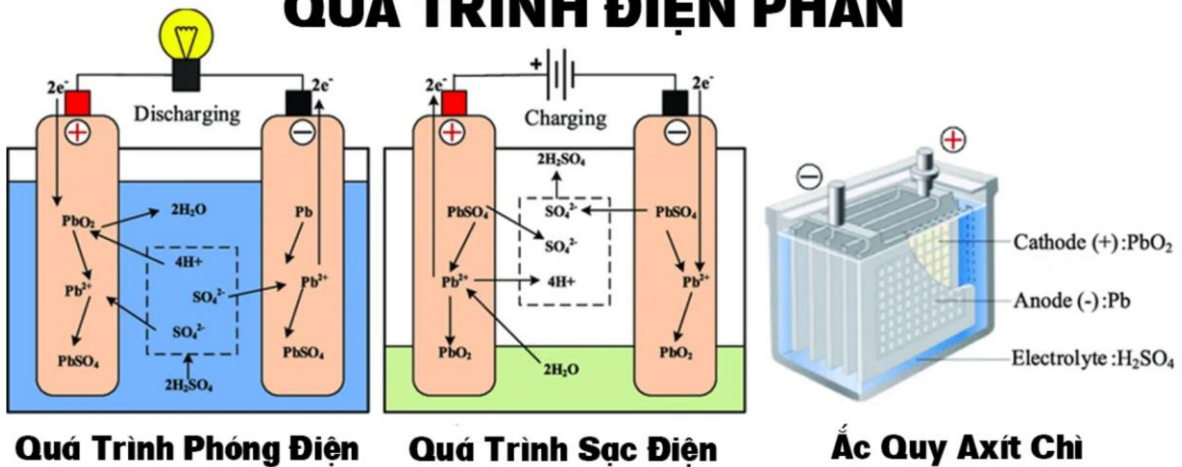 QUÁ TRÌNH ĐIỆN PHÂN
2e⁻
2e⁻
Discharging
+
−
PbO₂
2H₂O
Pb
4H+
Pb²⁺
SO₄²⁻
Pb²⁺
SO₄²⁻
PbSO₄
PbSO₄
2H₂SO₄
Quá Trình Phóng Điện
+
2e⁻
2e⁻
Charging
+
−
2H₂SO₄
PbSO₄
SO₄²⁻
PbSO₄
SO₄²⁻
Pb²⁺
4H+
Pb²⁺
PbO₂
PbO₂
2H₂O
Quá Trình Sạc Điện
+
−
Cathode (+):PbO₂
Anode (-):Pb
Electrolyte :H₂SO₄
Ắc Quy Axít Chì